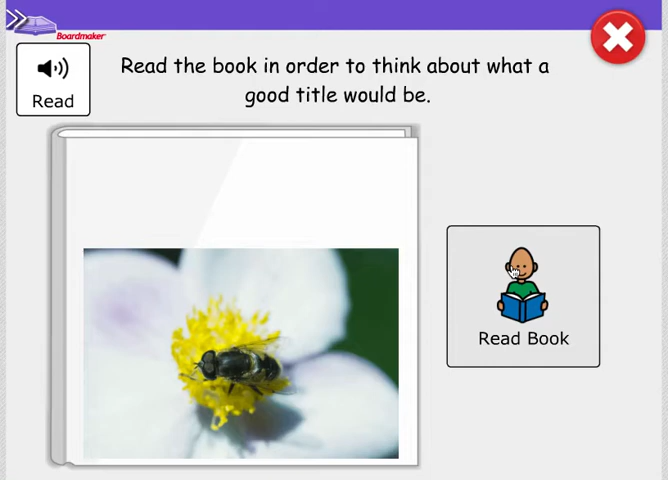 Boardmaker
Read the book in order to think about what a
good title would be.
Read
Read Book